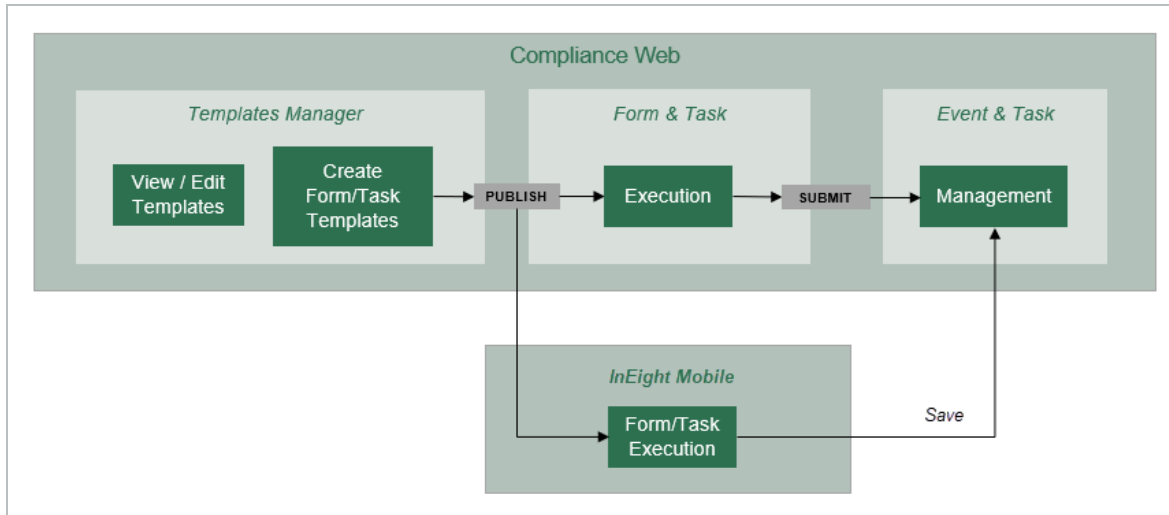 Compliance Web
Templates Manager
View / Edit
Templates
Create
Form/Task
Templates
PUBLISH
Form & Task
Execution
SUBMIT
Event & Task
Management
InEight Mobile
Form/Task
Execution
Save